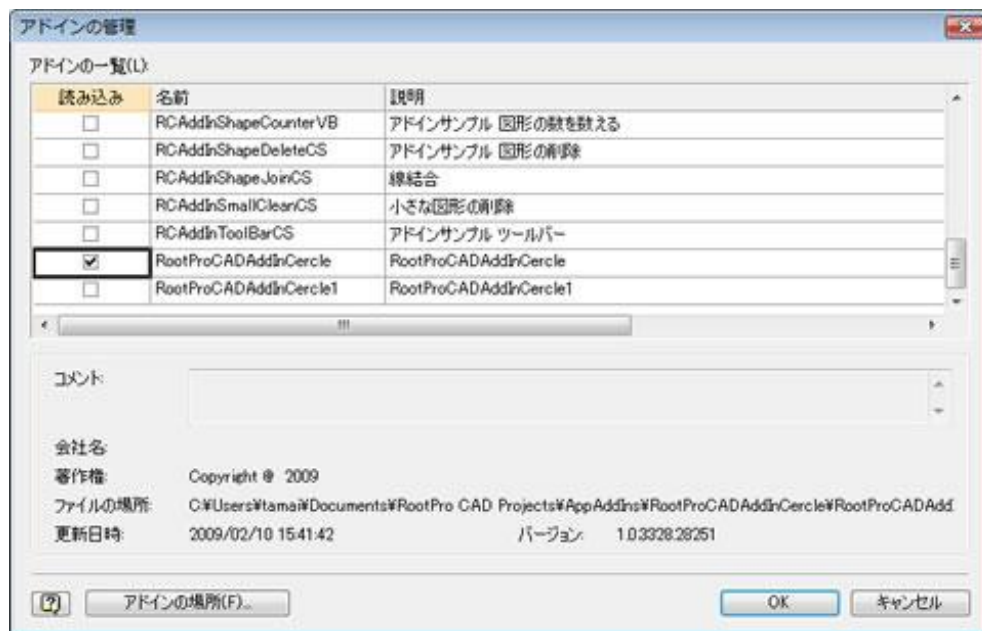 アドインの管理
アドインの一覧(L):
読み込み 名前 説明
RCAddInShapeCounterVB アドインサンプル 図形の数を数える
RCAddInShapeDeleteCS アドインサンプル 図形の削除
RCAddInShapeJoinCS 線結合
RCAddInSmallCleanCS 小さな図形の削除
RCAddInToolBarCS アドインサンプル ツールバー
RootProCADAddInCercle RootProCADAddInCercle
RootProCADAddInCercle1 RootProCADAddInCercle1
コメント:
会社名:
著作権: Copyright @ 2009
ファイルの場所: C:¥Users¥tamai¥Documents¥RootPro CAD Projects¥AppAddIns¥RootProCADAddInCercle¥RootProCADAdd
更新日時: 2009/02/10 15:41:42 バージョン: 1.0.3328.28251
アドインの場所(F)... OK キャンセル